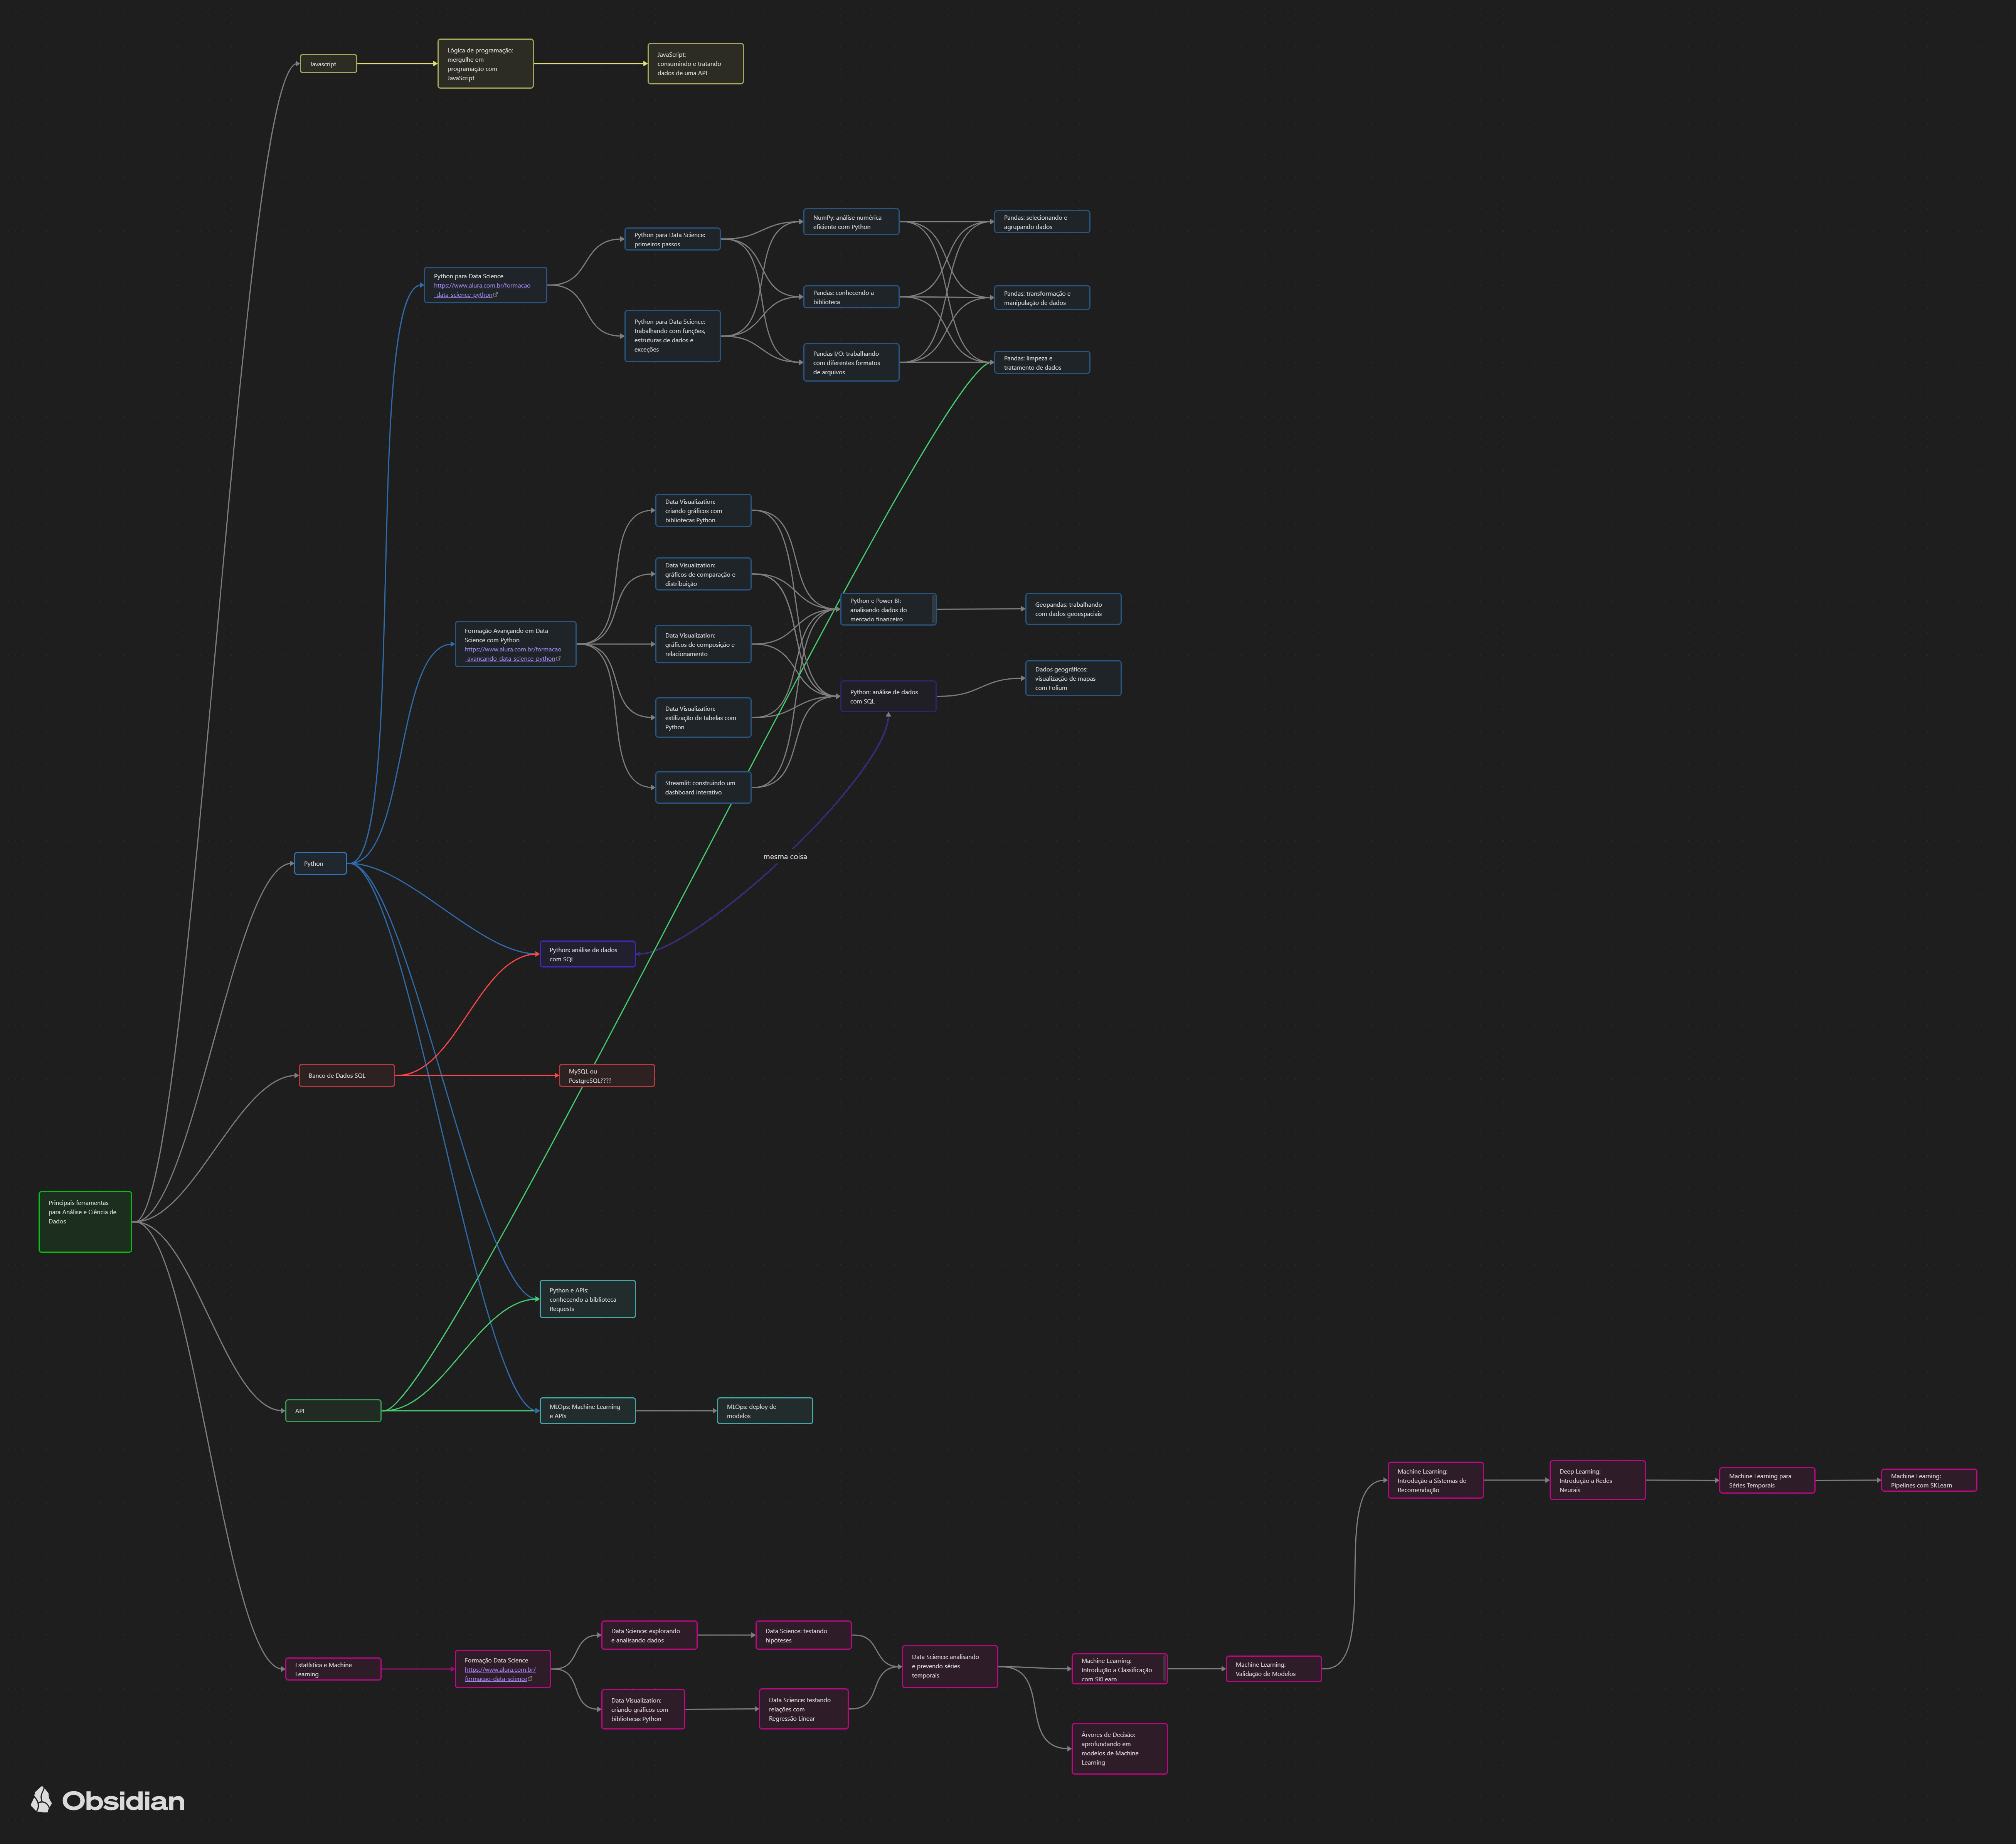 Javascript
Lógica de programação:
mergulhe em
programação com
JavaScript
JavaScript:
consumindo e tratando
dados de uma API
Python para Data Science
https://www.alura.com.br/formacao
-data-science-python
Python para Data Science:
primeiros passos
Python para Data Science:
trabalhando com funções,
estruturas de dados e
exceções
NumPy: análise numérica
eficiente com Python
Pandas: conhecendo a
biblioteca
Pandas I/O: trabalhando
com diferentes formatos
de arquivos
Pandas: selecionando e
agrupando dados
Pandas: transformação e
manipulação de dados
Pandas: limpeza e
tratamento de dados
Formação Avançando em Data
Science com Python
https://www.alura.com.br/formacao
-avancando-data-science-python
Data Visualization:
criando gráficos com
bibliotecas Python
Data Visualization:
gráficos de comparação e
distribuição
Data Visualization:
gráficos de composição e
relacionamento
Data Visualization:
estilização de tabelas com
Python
Streamlit: construindo um
dashboard interativo
Python e Power BI:
analisando dados do
mercado financeiro
Python: análise de dados
com SQL
Geopandas: trabalhando
com dados geoespaciais
Dados geográficos:
visualização de mapas
com Folium
mesma coisa
Python
Python: análise de dados
com SQL
Banco de Dados SQL
MySQL ou
PostgreSQL????
Principais ferramentas
para Análise e Ciência de
Dados
Python e APIs:
conhecendo a biblioteca
Requests
API
MLOps: Machine Learning
e APIs
MLOps: deploy de
modelos
Estatística e Machine
Learning
Formação Data Science
https://www.alura.com.br/
formacao-data-science
Data Science: explorando
e analisando dados
Data Science: testando
hipóteses
Data Visualization:
criando gráficos com
bibliotecas Python
Data Science: testando
relações com
Regressão Linear
Data Science: analisando
e prevendo séries
temporais
Machine Learning:
Introdução a Classificação
com SKLearn
Árvores de Decisão:
aprofundando em
modelos de Machine
Learning
Machine Learning:
Validação de Modelos
Machine Learning:
Introdução a Sistemas de
Recomendação
Deep Learning:
Introdução a Redes
Neurais
Machine Learning para
Séries Temporais
Machine Learning:
Pipelines com SKLearn
Obsidian